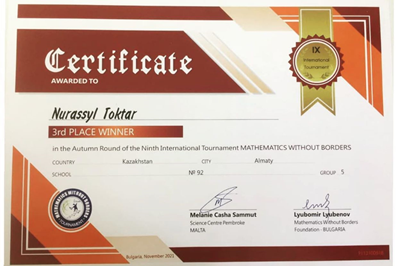 Certificate
AWARDED TO
IX
International
Tournament
Nurassyl Toktar
3rd PLACE WINNER
in the Autumn Round of the Ninth International Tournament MATHEMATICS WITHOUT BORDERS
COUNTRY Kazakhstan CITY Almaty
SCHOOL № 92 GROUP 5
MATHEMATICS WITHOUT BORDERS
TOURNAMENT
Melanie Casha Sammut
Science Centre Pembroke
MALTA
Lyubomir Lyubenov
Mathematics Without Borders
Foundation - BULGARIA
Bulgaria, November 2021